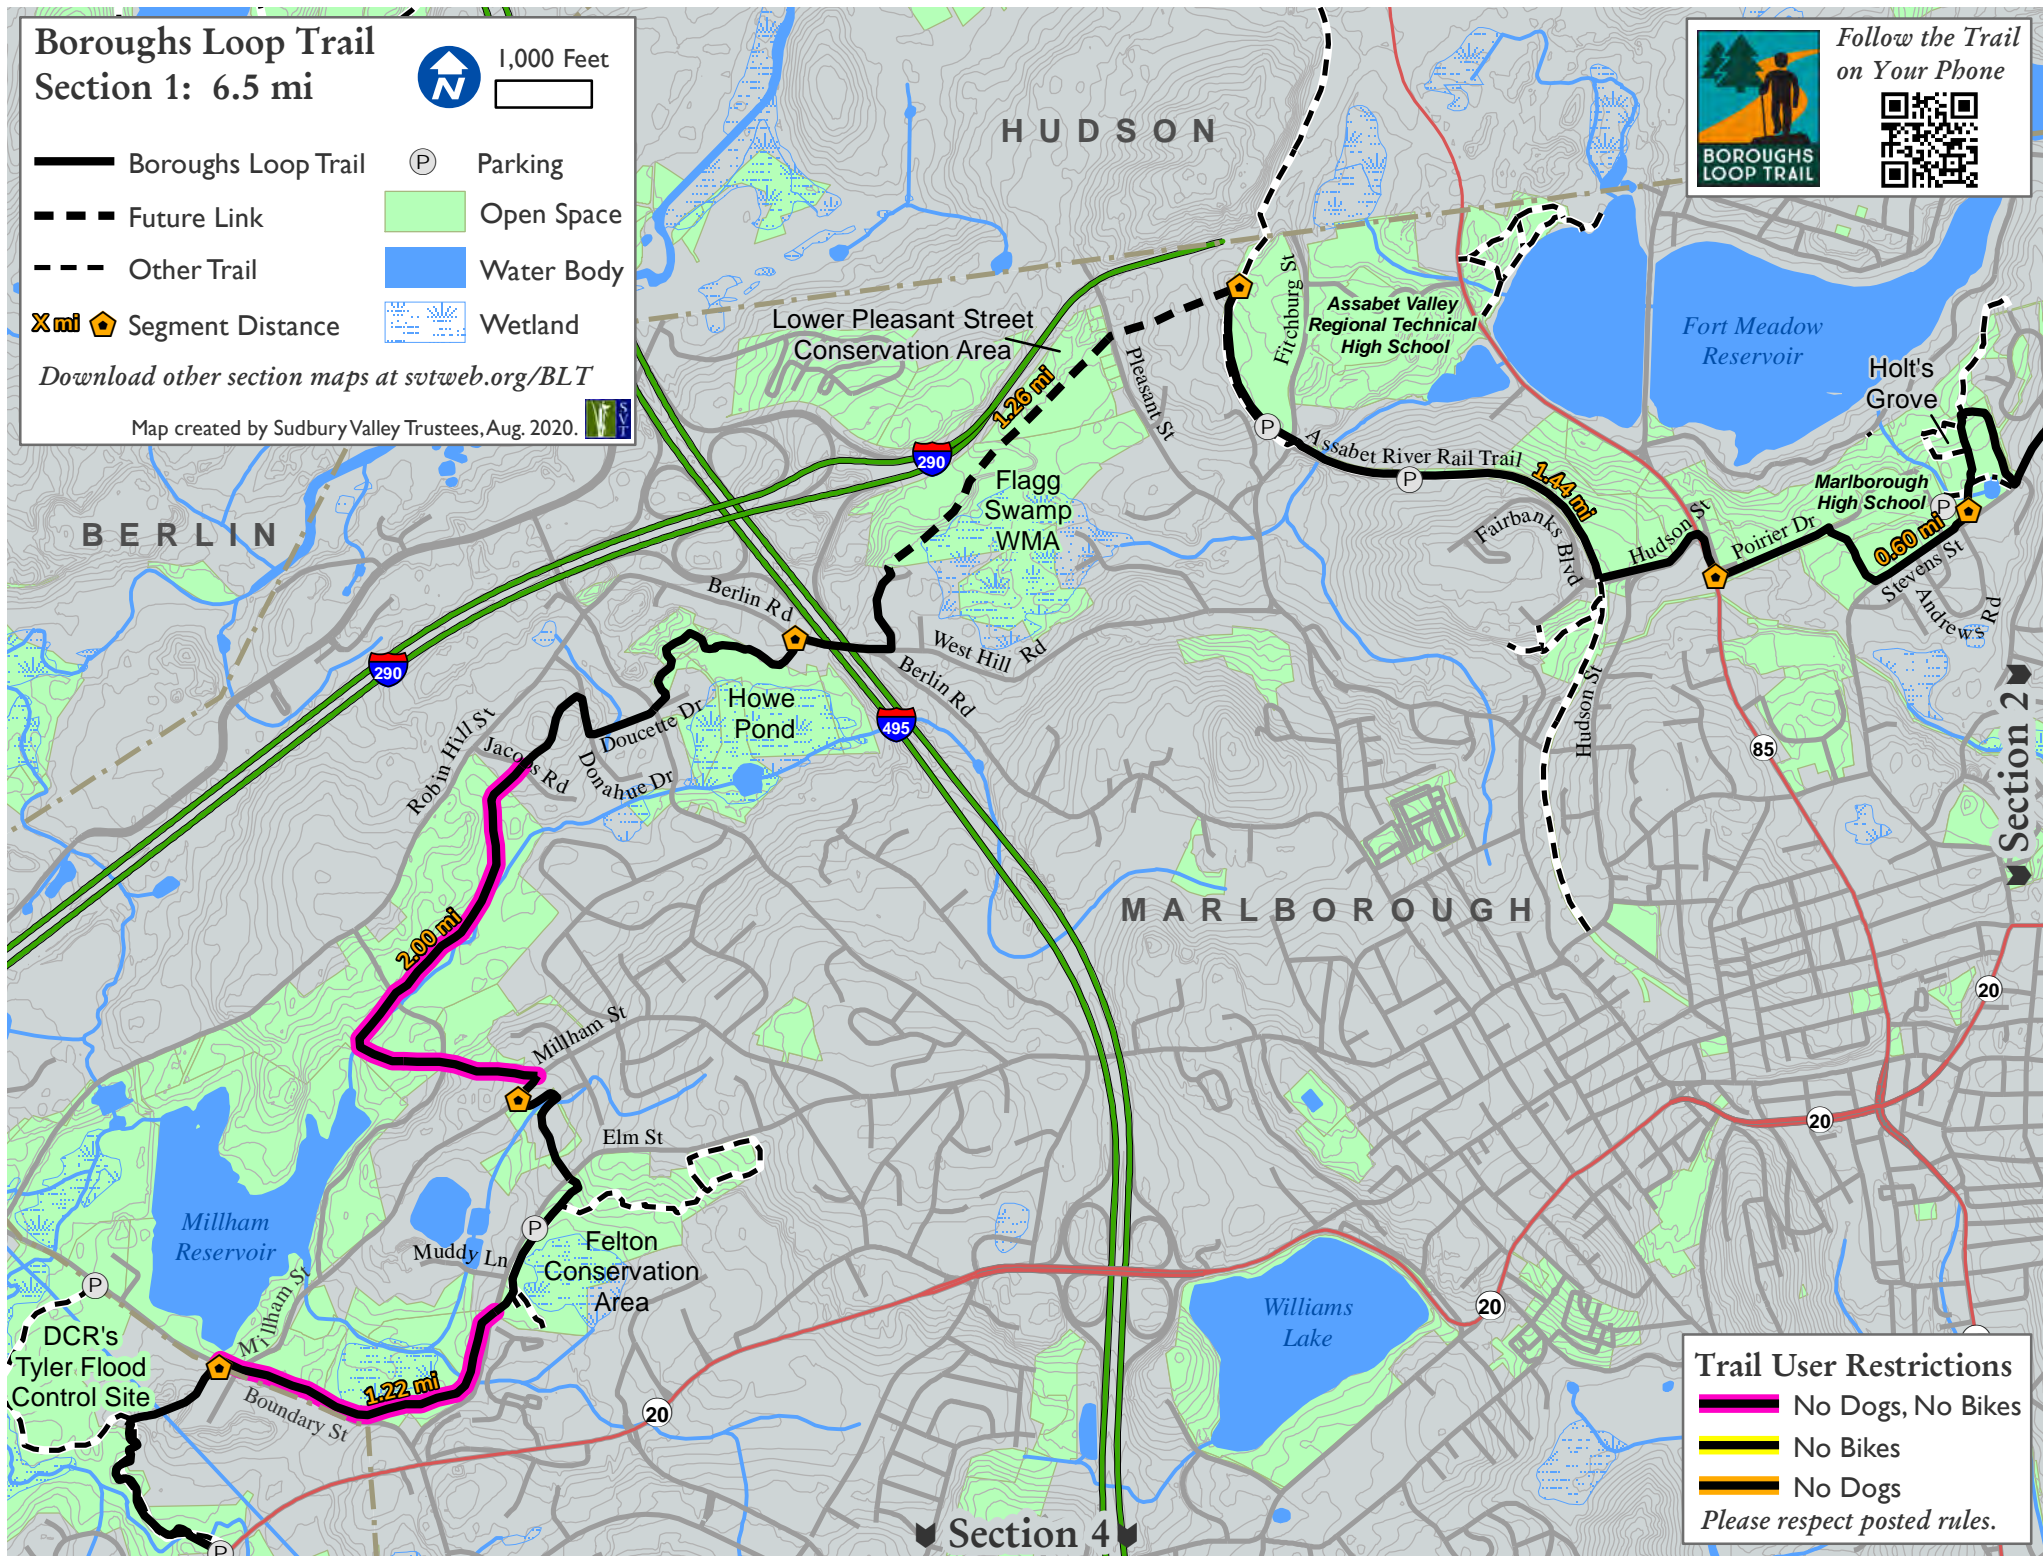 Boroughs Loop Trail
Section 1: 6.5 mi
N
1,000 Feet
Boroughs Loop Trail
Future Link
Other Trail
X mi
Segment Distance
P
Parking
Open Space
Water Body
Wetland
Download other section maps at svtweb.org/BLT
Map created by Sudbury Valley Trustees, Aug. 2020.
SVT
Follow the Trail
on Your Phone
BOROUGHS
LOOP TRAIL
HUDSON
BERLIN
MARLBOROUGH
Lower Pleasant Street
Conservation Area
1.26 mi
Pleasant St
Fitchburg St
Assabet Valley
Regional Technical
High School
Fort Meadow
Reservoir
Holt's
Grove
Marlborough
High School
P
P
P
Assabet River Rail Trail
1.44 mi
Fairbanks Blvd
Hudson St
Poirier Dr
0.60 mi
Stevens St
Andrews Rd
Hudson St
Section 2
290
290
495
Flagg
Swamp
WMA
Berlin Rd
West Hill Rd
Berlin Rd
Howe
Pond
Robin Hill St
Jacobs Rd
Doucette Dr
Donahue Dr
85
2.00 mi
Millham St
Elm St
20
20
20
20
Millham
Reservoir
Muddy Ln
P
Felton
Conservation
Area
Millham St
P
DCR's
Tyler Flood
Control Site
1.22 mi
Boundary St
P
Williams
Lake
Section 4
Trail User Restrictions
No Dogs, No Bikes
No Bikes
No Dogs
Please respect posted rules.